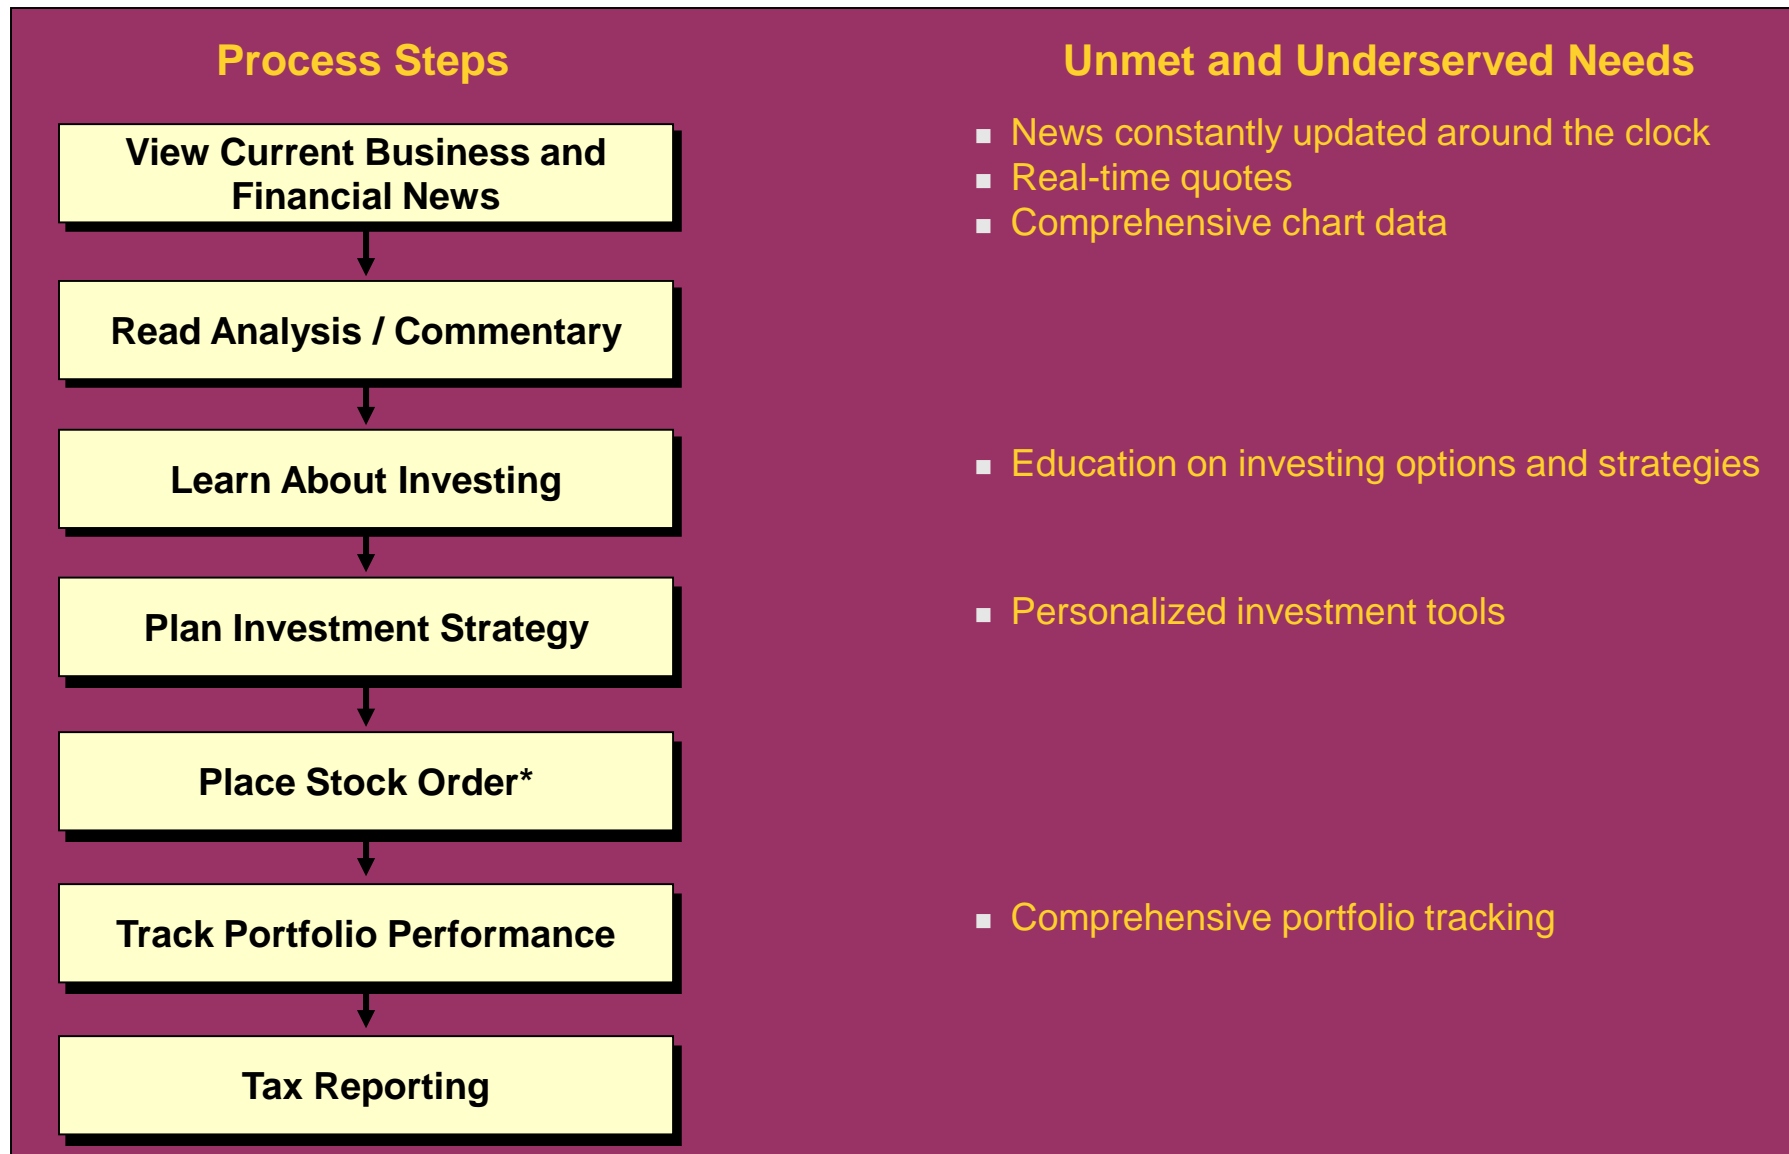 Process Steps
Unmet and Underserved Needs
View Current Business and
Financial News
■ News constantly updated around the clock
■ Real-time quotes
■ Comprehensive chart data
Read Analysis / Commentary
Learn About Investing
■ Education on investing options and strategies
Plan Investment Strategy
■ Personalized investment tools
Place Stock Order*
Track Portfolio Performance
■ Comprehensive portfolio tracking
Tax Reporting